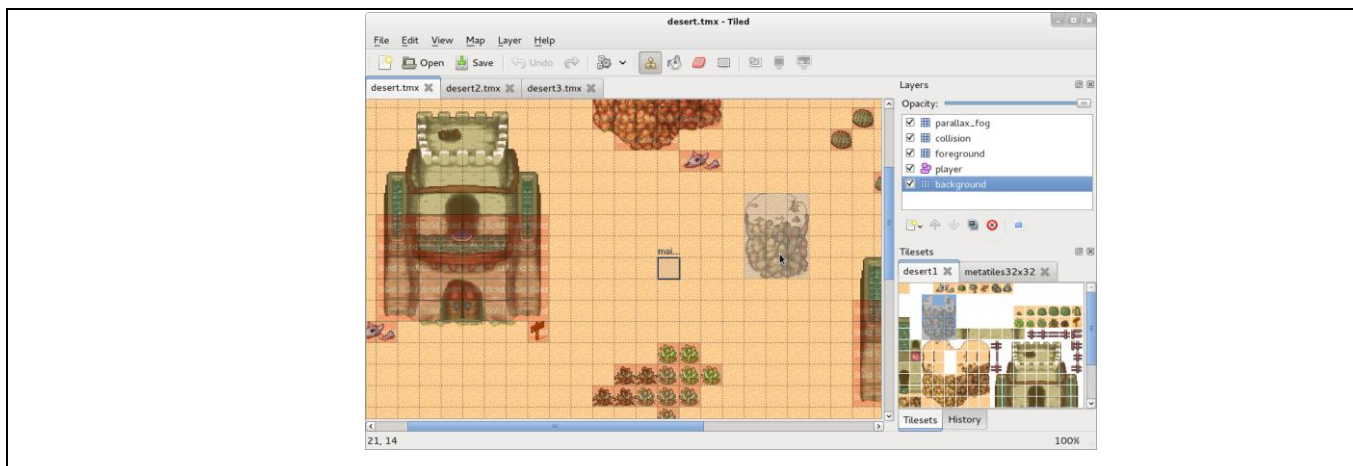 desert.tmx - Tiled
File Edit View Map Layer Help
Open Save Undo
desert.tmx desert2.tmx desert3.tmx
Layers
Opacity:
parallax_fog
collision
foreground
player
background
mai...
Tilesets
desert1 metatiles32x32
Tilesets History
21, 14 100%